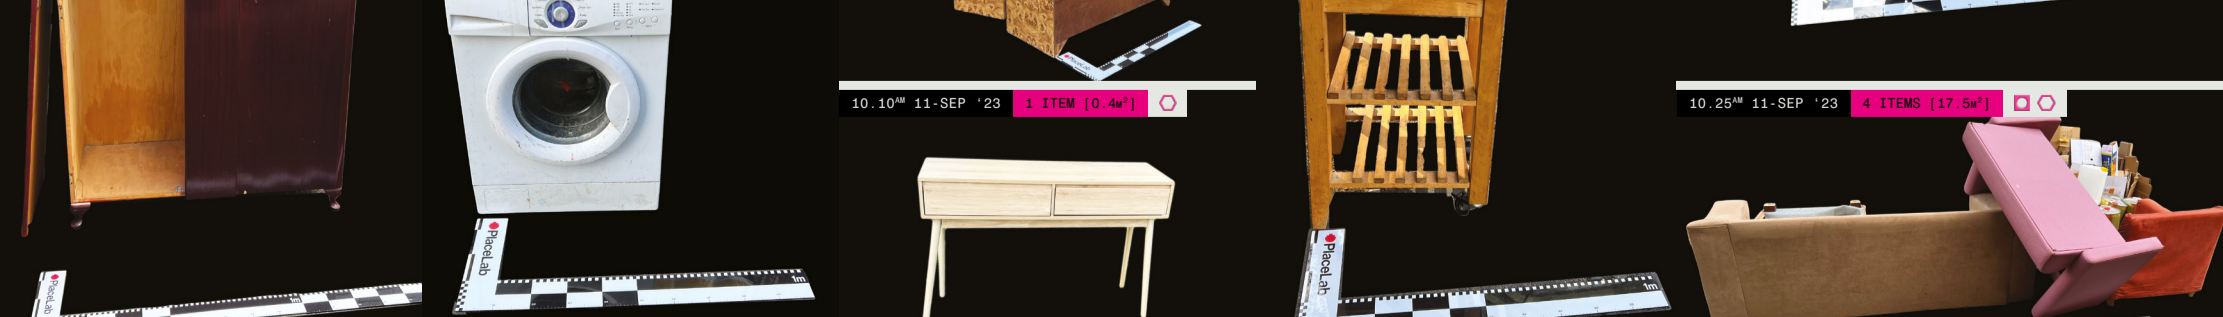 PlaceLab
1m
PlaceLab
1m
PlaceLab
10.10AM 11-SEP ‘23 1 ITEM [0.4M²]
PlaceLab
1m
10.25AM 11-SEP ‘23 4 ITEMS [17.5M²]